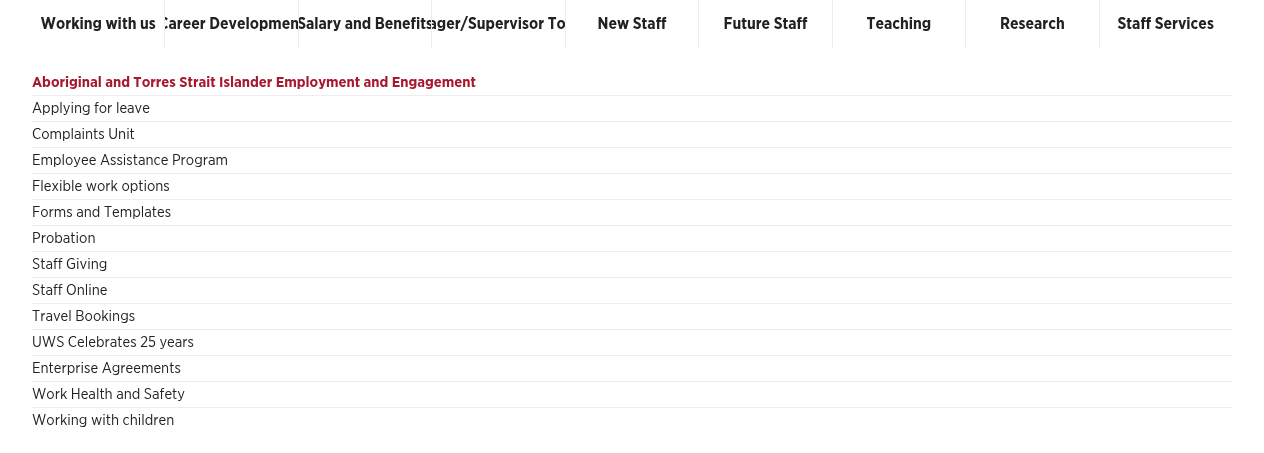 Working with us
Career Development
Salary and Benefits
ger/Supervisor To
New Staff
Future Staff
Teaching
Research
Staff Services
Aboriginal and Torres Strait Islander Employment and Engagement
Applying for leave
Complaints Unit
Employee Assistance Program
Flexible work options
Forms and Templates
Probation
Staff Giving
Staff Online
Travel Bookings
UWS Celebrates 25 years
Enterprise Agreements
Work Health and Safety
Working with children